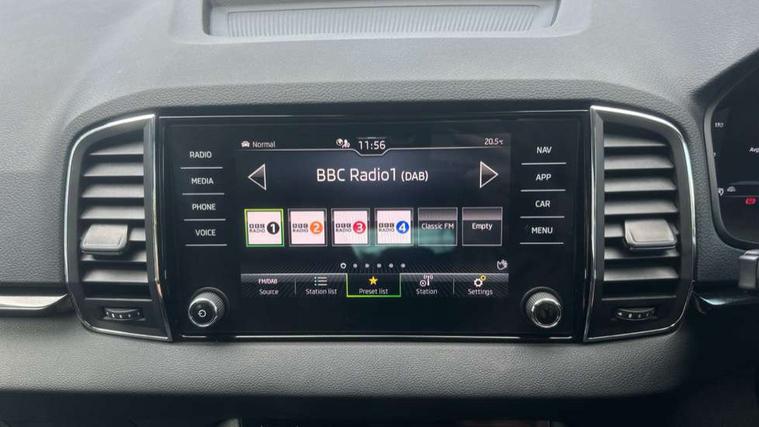 Normal
11:56
20.5°C
RADIO
MEDIA
PHONE
VOICE
BBC Radio1 (DAB)
BBC RADIO 1
BBC RADIO 2
BBC RADIO 3
BBC RADIO 4
Classic FM
Empty
FM/DAB
Source
Station list
Preset list
Station
Settings
NAV
APP
CAR
MENU